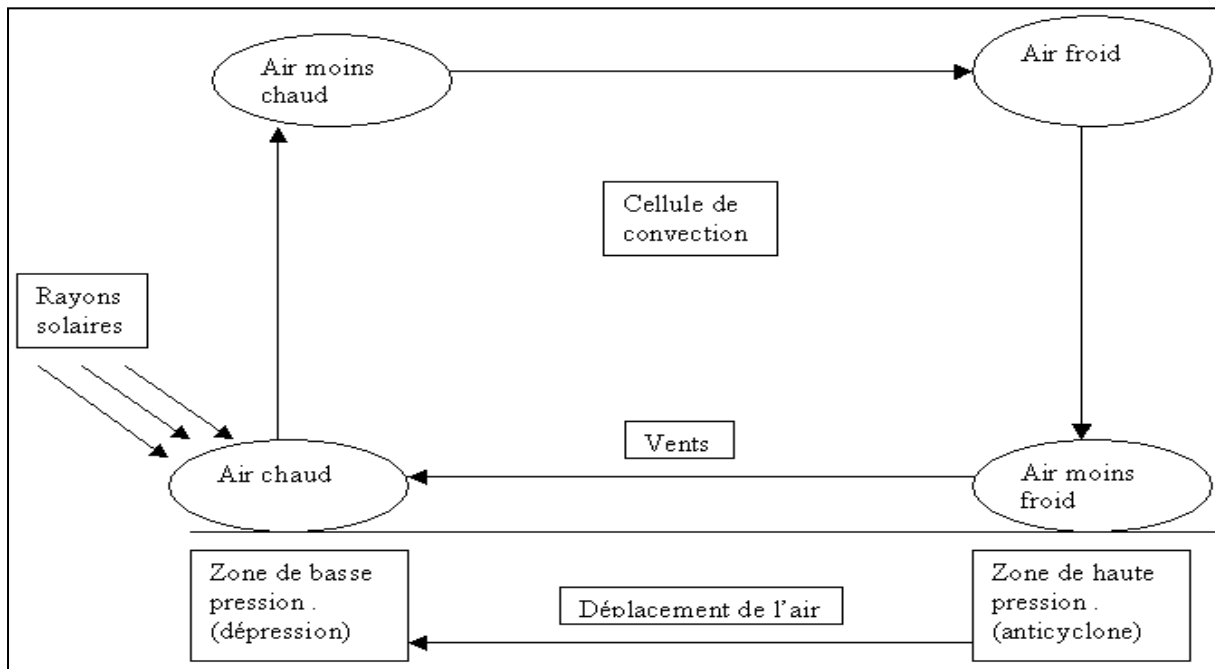 Air moins
chaud
Air froid
Cellule de
convection
Rayons
solaires
Vents
Air chaud
Air moins
froid
Zone de basse
pression .
(dépression)
Déplacement de l'air
Zone de haute
pression .
(anticyclone)